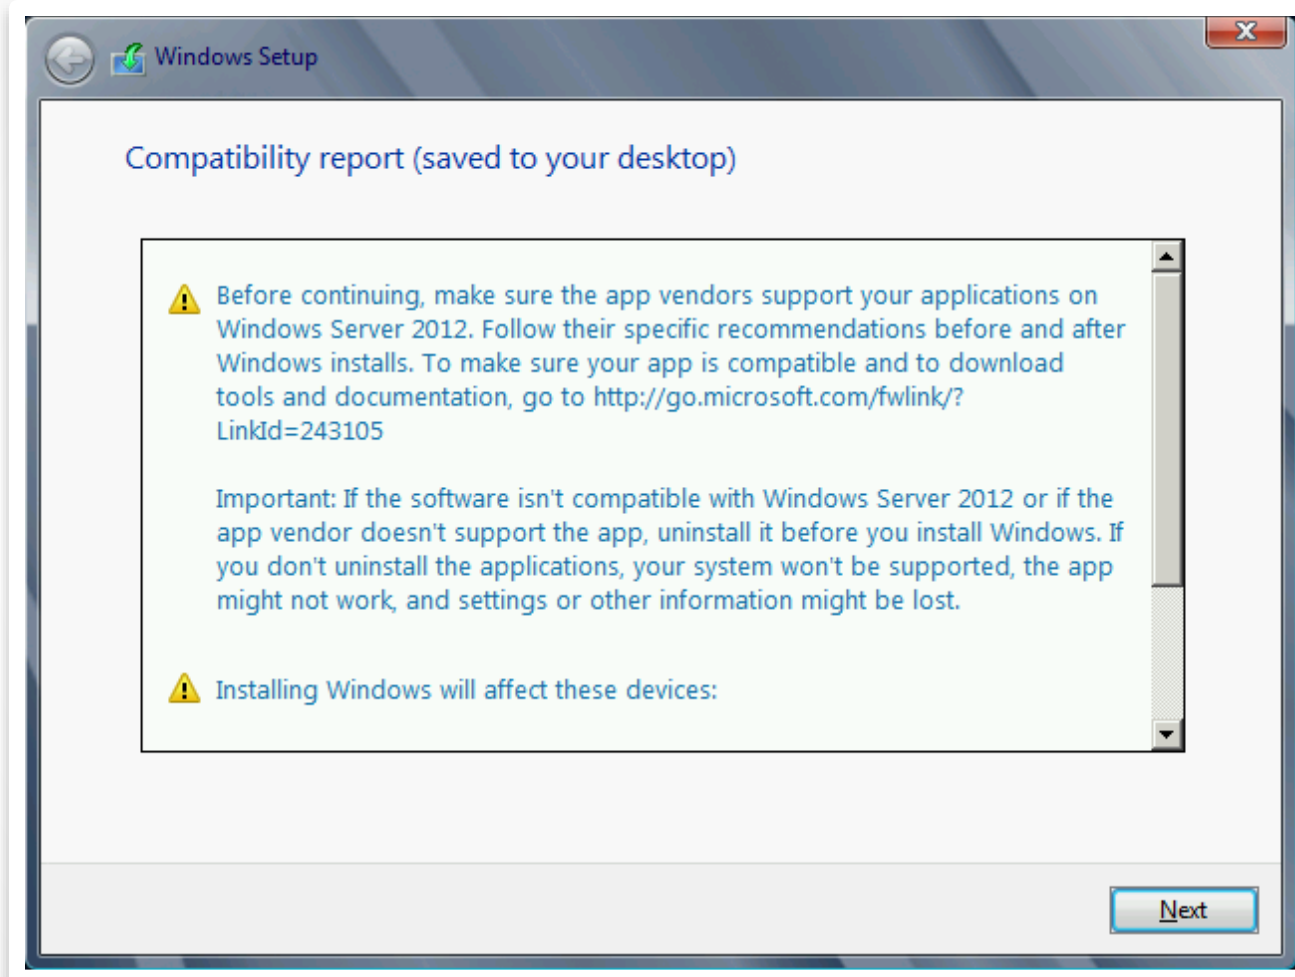 Windows Setup
Compatibility report (saved to your desktop)
Before continuing, make sure the app vendors support your applications on
Windows Server 2012. Follow their specific recommendations before and after
Windows installs. To make sure your app is compatible and to download
tools and documentation, go to http://go.microsoft.com/fwlink/?
LinkId=243105
Important: If the software isn't compatible with Windows Server 2012 or if the
app vendor doesn't support the app, uninstall it before you install Windows. If
you don't uninstall the applications, your system won't be supported, the app
might not work, and settings or other information might be lost.
Installing Windows will affect these devices:
Next